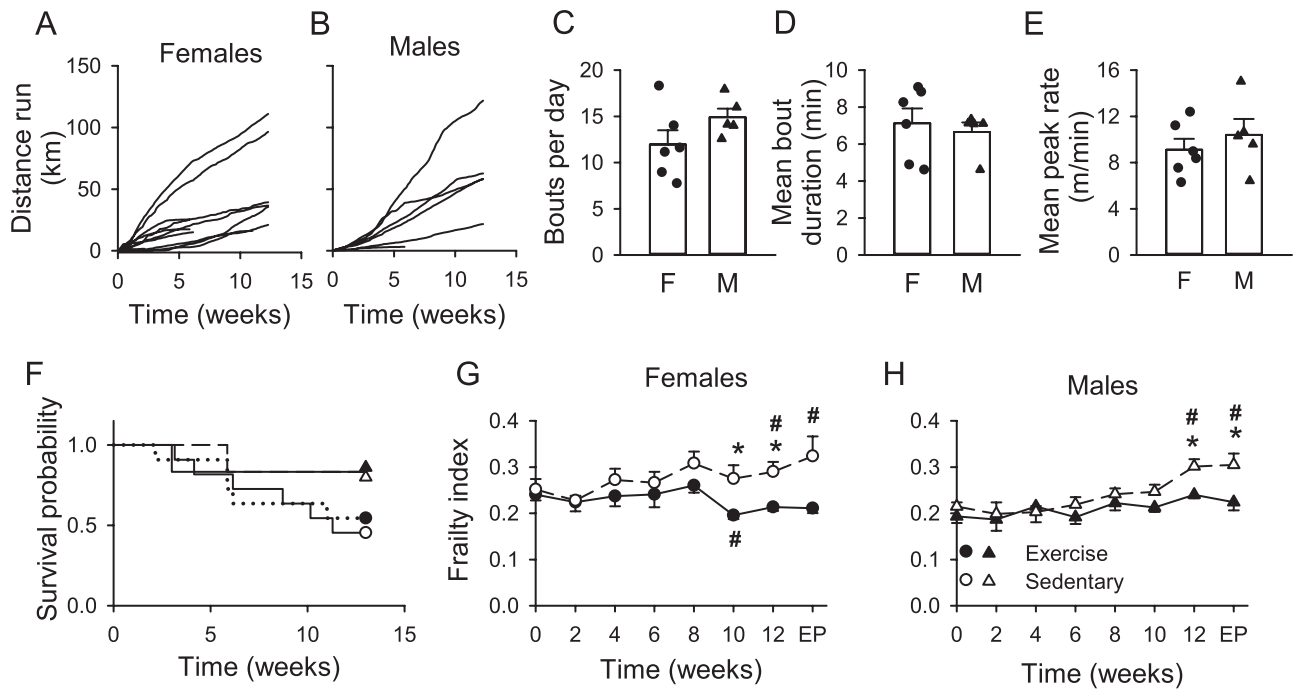 A
Females
Distance run
(km)
150
100
50
0
0 5 10 15
Time (weeks)
B
Males
0 5 10 15
Time (weeks)
C
Bouts per day
20
15
10
5
0
F M
D
Mean bout
duration (min)
10
8
6
4
2
0
F M
E
Mean peak rate
(m/min)
16
12
8
4
0
F M
F
Survival probability
1.0
0.5
0.0
0 5 10 15
Time (weeks)
G
Females
Frailty index
0.4
0.3
0.2
0.1
0.0
#
# #
* *
#
0 2 4 6 8 10 12 EP
Time (weeks)
H
Males
0.4
0.3
0.2
0.1
0.0
# #
* *
Exercise
Sedentary
0 2 4 6 8 10 12 EP
Time (weeks)